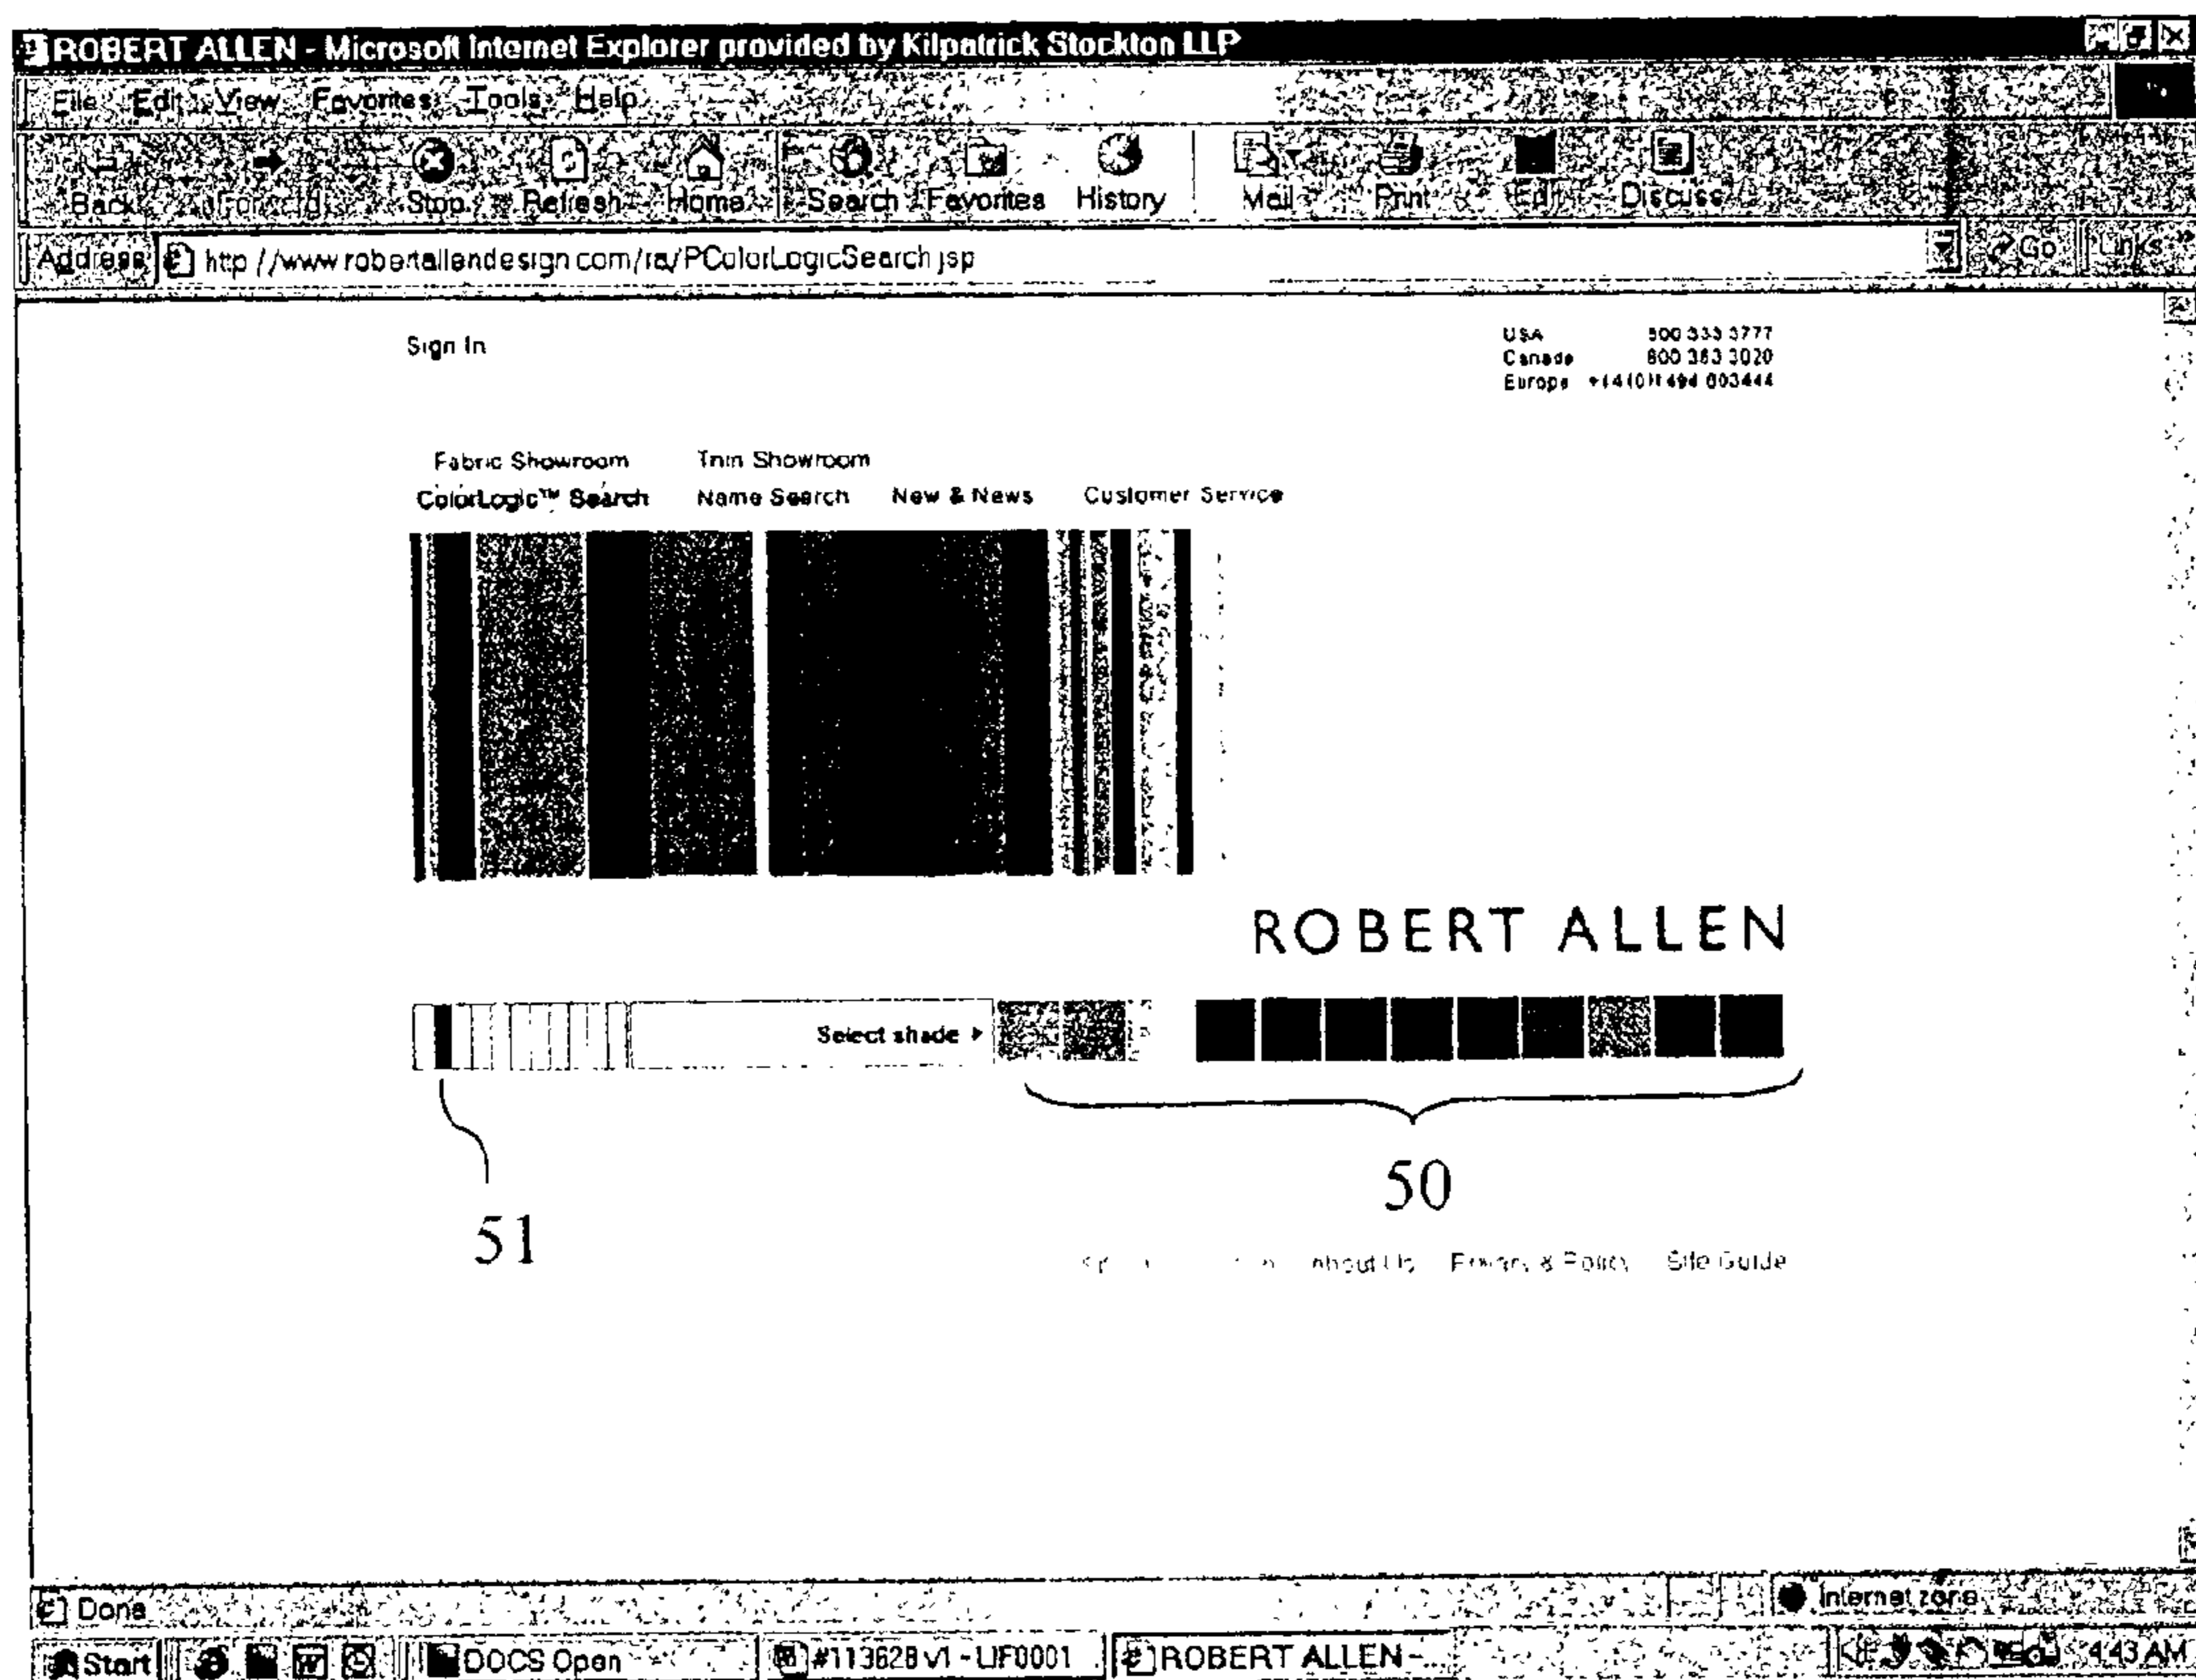 ROBERT ALLEN - Microsoft Internet Explorer provided by Kilpatrick Stockton LLP
File Edit View Favorites Tools Help
Back Forward Stop Refresh Home Search Favorites History Mail Print Edit Discuss
Address http://www.robertallendesign.com/ra/PColorLogicSearch.jsp Go Links »
Sign In
USA 800 333 3777
Canada 800 363 3020
Europe
Fabric Showroom Trim Showroom
ColorLogic™ Search Name Search New & News Customer Service
ROBERT ALLEN
Select shade
50
51
About Us Privacy & Policy Site Guide
Done Internet zone
Start DOCS Open #113628 v1 - LIF0001 ROBERT ALLEN -... 4:43 AM